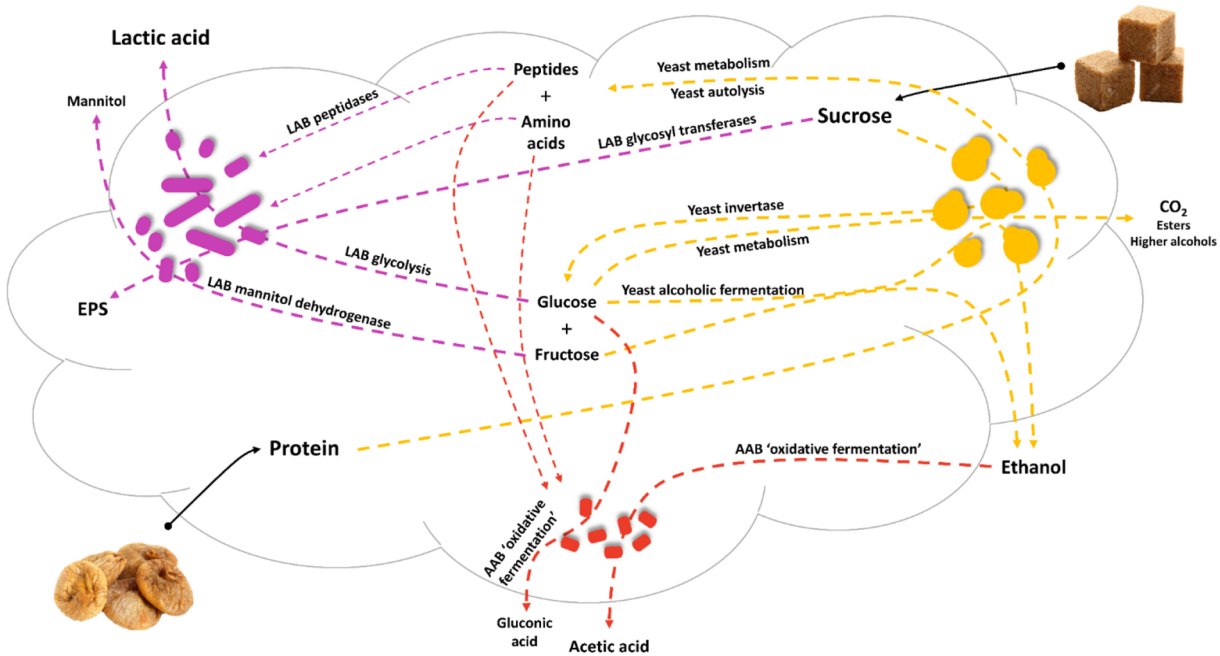 Lactic acid
Mannitol
LAB peptidases
Peptides
+
Amino
acids
Yeast metabolism
Yeast autolysis
Sucrose
LAB glycosyl transferases
CO₂
Esters
Higher alcohols
Yeast invertase
Yeast metabolism
LAB glycolysis
EPS
LAB mannitol dehydrogenase
Glucose
+
Fructose
Yeast alcoholic fermentation
Protein
AAB ‘oxidative fermentation’
Ethanol
AAB ‘oxidative
fermentation’
Gluconic
acid
Acetic acid